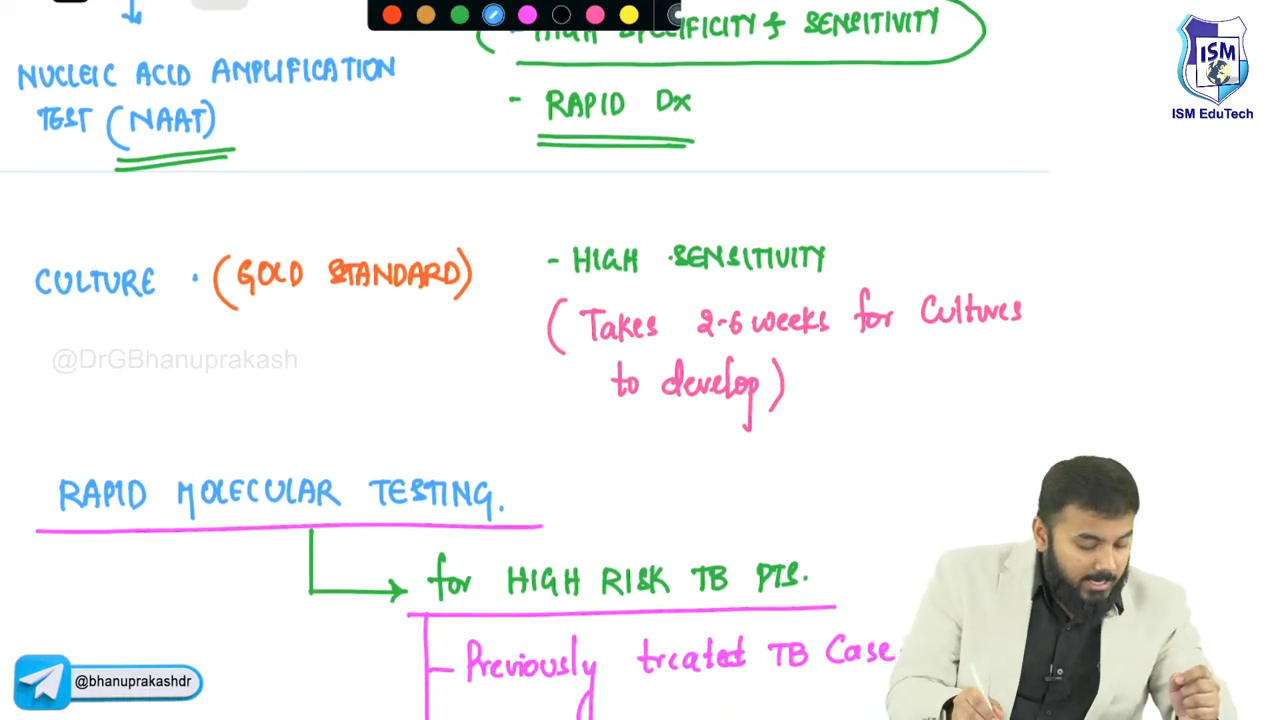 - HIGH SPECIFICITY & SENSITIVITY
NUCLEIC ACID AMPLIFICATION
TEST (NAAT)
- RAPID Dx
ISM
ISM EduTech
CULTURE . (GOLD STANDARD)
- HIGH SENSITIVITY
(Takes 2-6 weeks for Cultures
to develop)
@DrGBhanuprakash
RAPID MOLECULAR TESTING.
for HIGH RISK TB PTS.
Previously treated TB Case
@bhanuprakashdr